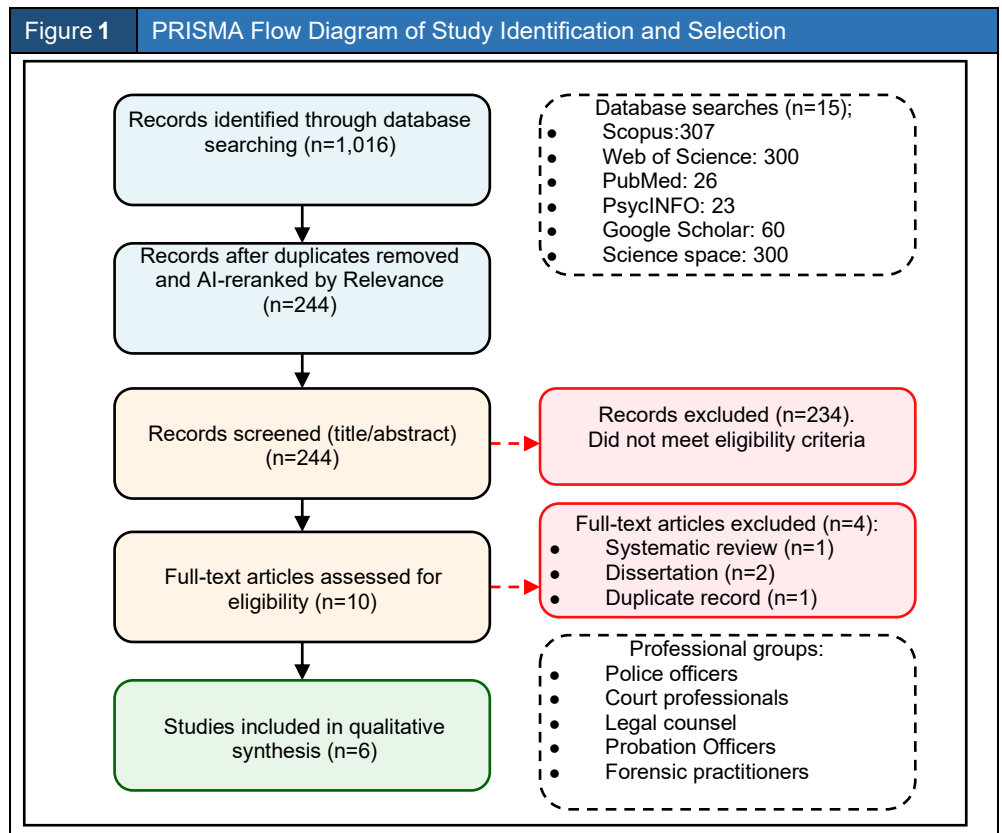 Figure 1 PRISMA Flow Diagram of Study Identification and Selection
Records identified through database
searching (n=1,016)
Database searches (n=15);
● Scopus:307
● Web of Science: 300
● PubMed: 26
● PsycINFO: 23
● Google Scholar: 60
● Science space: 300
Records after duplicates removed
and AI-reranked by Relevance
(n=244)
Records screened (title/abstract)
(n=244)
Records excluded (n=234).
Did not meet eligibility criteria
Full-text articles assessed for
eligibility (n=10)
Full-text articles excluded (n=4):
● Systematic review (n=1)
● Dissertation (n=2)
● Duplicate record (n=1)
Studies included in qualitative
synthesis (n=6)
Professional groups:
● Police officers
● Court professionals
● Legal counsel
● Probation Officers
● Forensic practitioners